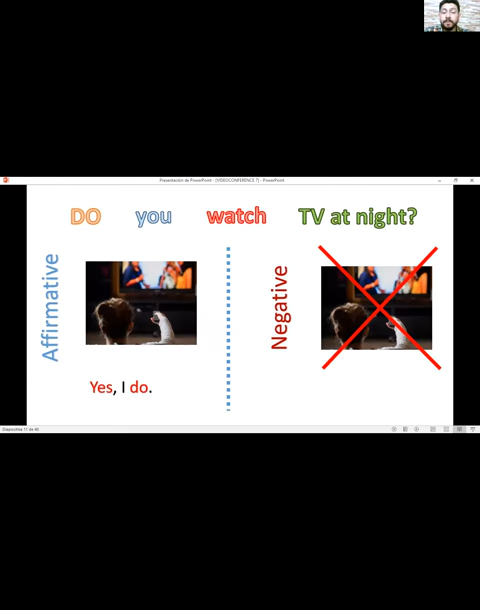 Presentación de PowerPoint - [VIDEOCONFERENCE 7] - PowerPoint
DO you watch TV at night?
Affirmative
Negative
Yes, I do.
Diapositiva 11 de 46